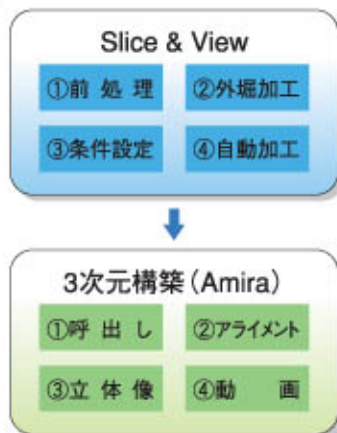 Slice & View
①前 処 理 ②外堀加工
③条件設定 ④自動加工
3次元構築(Amira)
①呼 出 し ②アライメント
③立 体 像 ④動 画